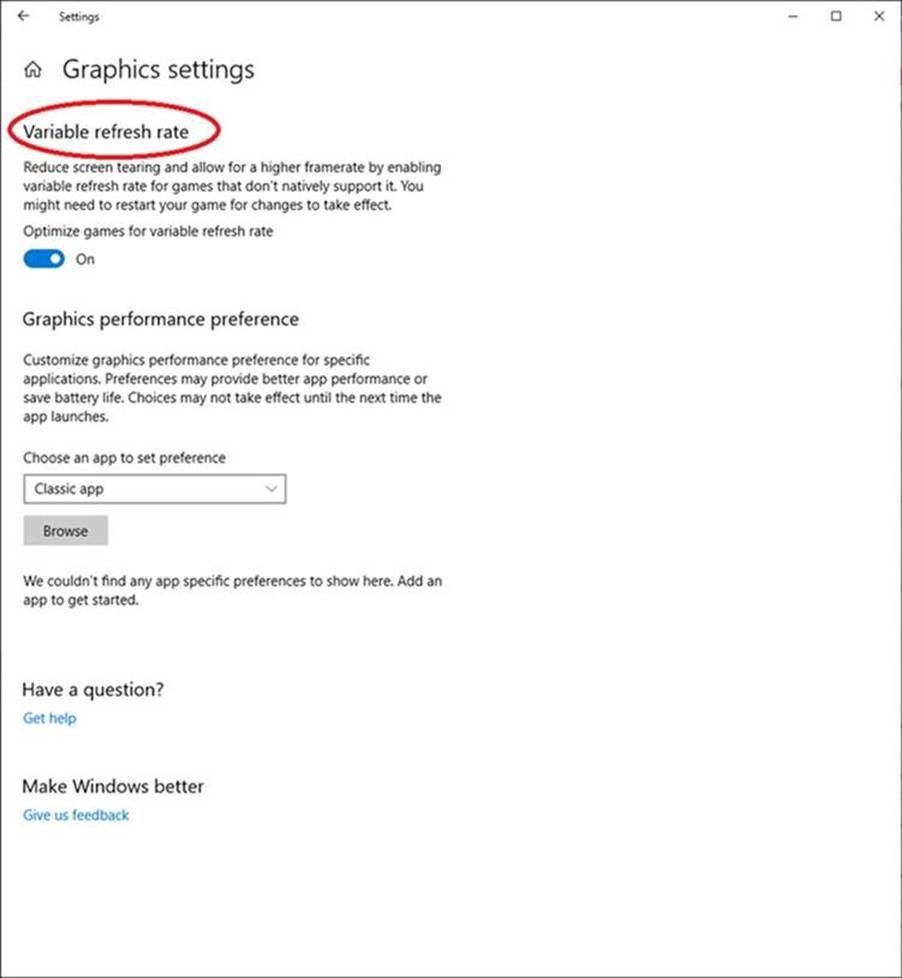 Settings
Graphics settings
Variable refresh rate
Reduce screen tearing and allow for a higher framerate by enabling
variable refresh rate for games that don't natively support it. You
might need to restart your game for changes to take effect.
Optimize games for variable refresh rate
On
Graphics performance preference
Customize graphics performance preference for specific
applications. Preferences may provide better app performance or
save battery life. Choices may not take effect until the next time the
app launches.
Choose an app to set preference
Classic app
Browse
We couldn't find any app specific preferences to show here. Add an
app to get started.
Have a question?
Get help
Make Windows better
Give us feedback